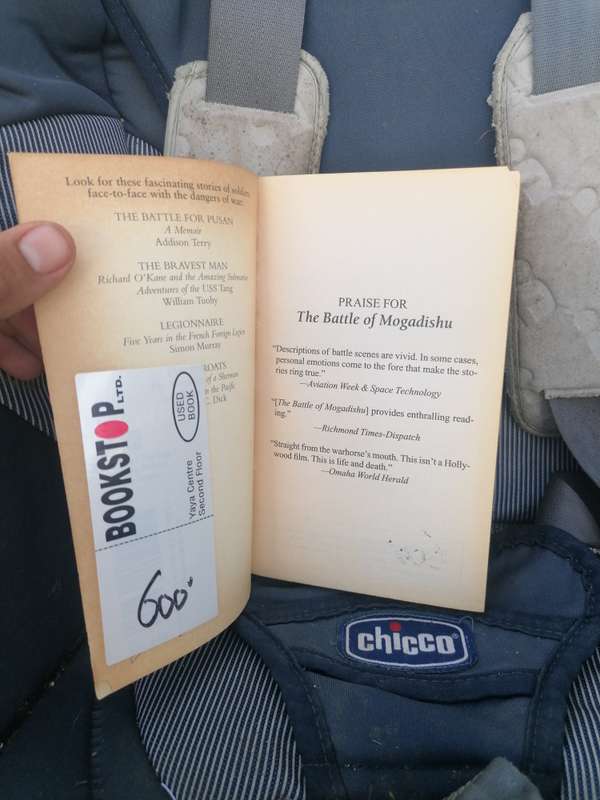 Look for these fascinating stories of soldiers
face-to-face with the dangers of war:
THE BATTLE FOR PUSAN
A Memoir
Addison Terry
THE BRAVEST MAN
Richard O'Kane and the Amazing Submarine
Adventures of the USS Tang
William Tuohy
LEGIONNAIRE
Five Years in the French Foreign Legion
Simon Murray
ROATS
of a Sherman
the Pacific
Dick
BOOKSTOP LTD.
USED
BOOK
Yaya Centre
Second Floor
600
PRAISE FOR
The Battle of Mogadishu
"Descriptions of battle scenes are vivid. In some cases,
personal emotions come to the fore that make the sto-
ries ring true."
—Aviation Week & Space Technology
"[The Battle of Mogadishu] provides enthralling read-
ing."
—Richmond Times-Dispatch
"Straight from the warhorse's mouth. This isn't a Holly-
wood film. This is life and death."
—Omaha World Herald
chicco